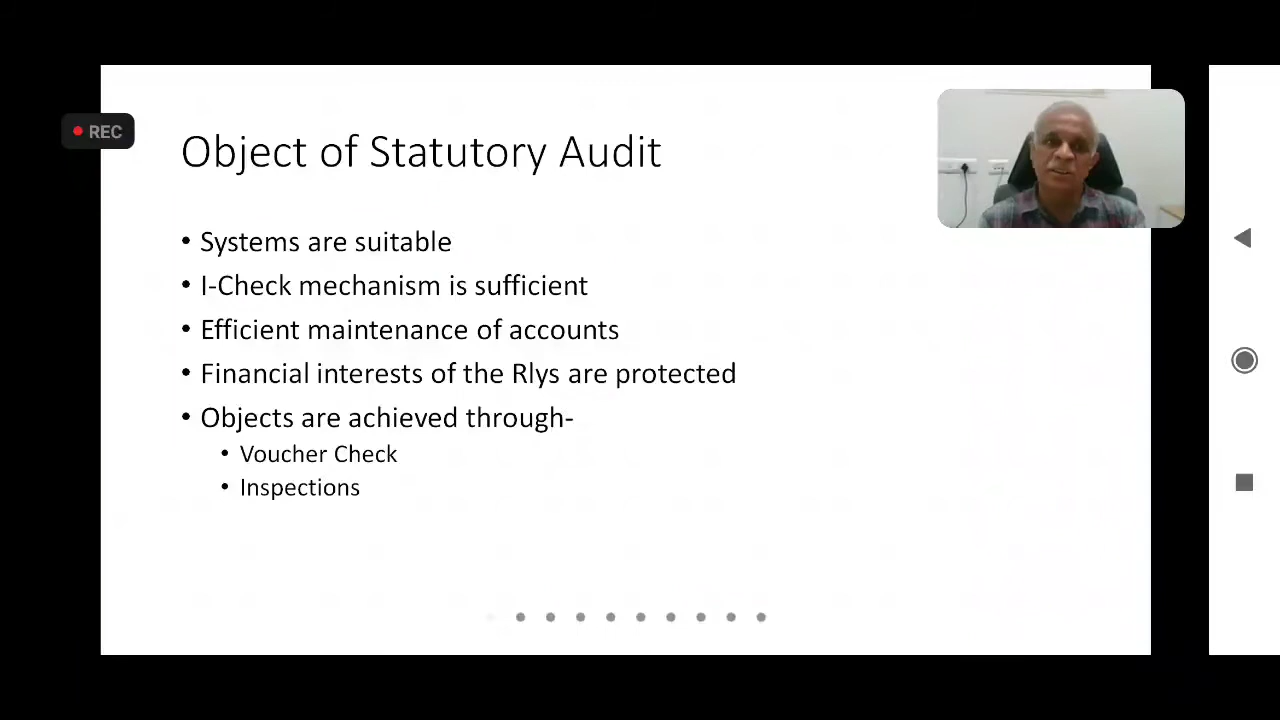 REC
Object of Statutory Audit
• Systems are suitable
• I-Check mechanism is sufficient
• Efficient maintenance of accounts
• Financial interests of the Rlys are protected
• Objects are achieved through-
• Voucher Check
• Inspections